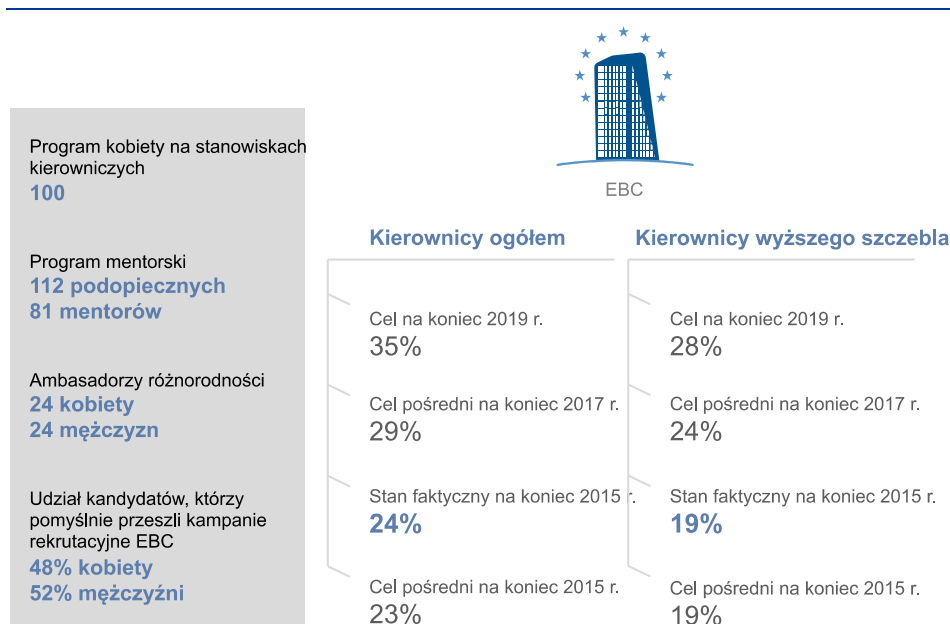 EBC
Program kobiety na stanowiskach
kierowniczych
100
Program mentorski
112 podopiecznych
81 mentorów
Ambasadorzy różnorodności
24 kobiety
24 mężczyzn
Udział kandydatów, którzy
pomyślnie przeszli kampanie
rekrutacyjne EBC
48% kobiety
52% mężczyźni
Kierownicy ogółem
Cel na koniec 2019 r.
35%
Cel pośredni na koniec 2017 r.
29%
Stan faktyczny na koniec 2015 r.
24%
Cel pośredni na koniec 2015 r.
23%
Kierownicy wyższego szczebla
Cel na koniec 2019 r.
28%
Cel pośredni na koniec 2017 r.
24%
Stan faktyczny na koniec 2015 r.
19%
Cel pośredni na koniec 2015 r.
19%